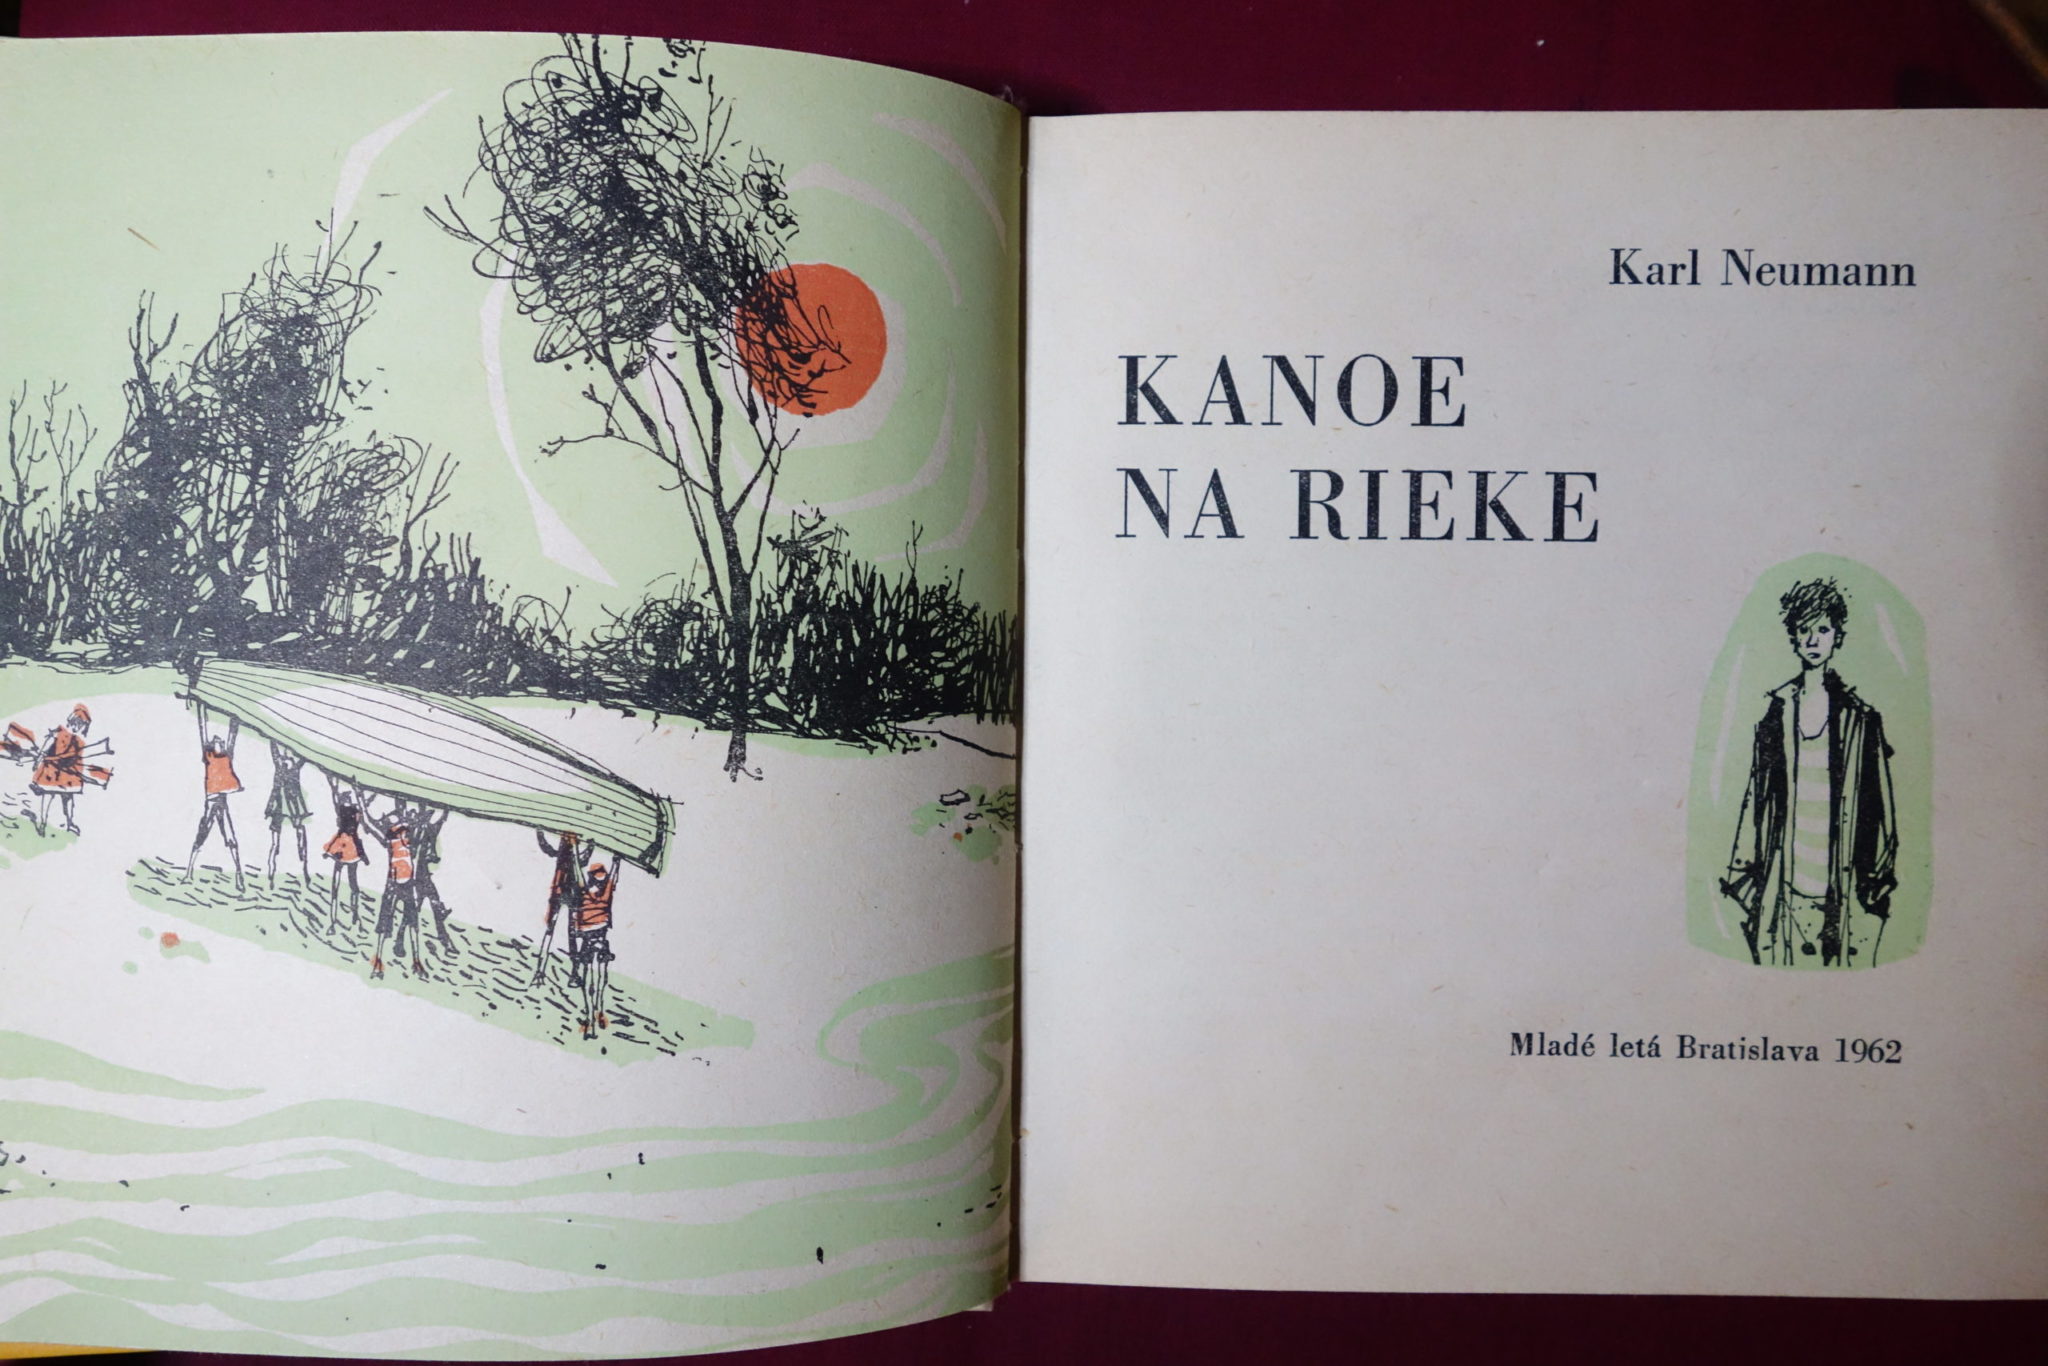 Karl Neumann
KANOE
NA RIEKE
Mladé letá Bratislava 1962